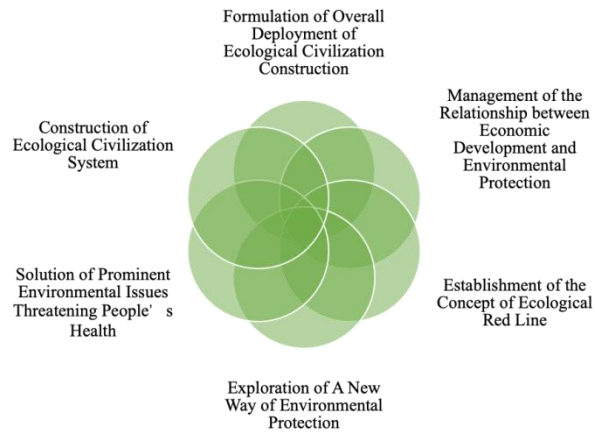 Formulation of Overall
Deployment of
Ecological Civilization
Construction
Management of the
Relationship between
Economic
Development and
Environmental
Protection
Establishment of the
Concept of Ecological
Red Line
Exploration of A New
Way of Environmental
Protection
Solution of Prominent
Environmental Issues
Threatening People' s
Health
Construction of
Ecological Civilization
System